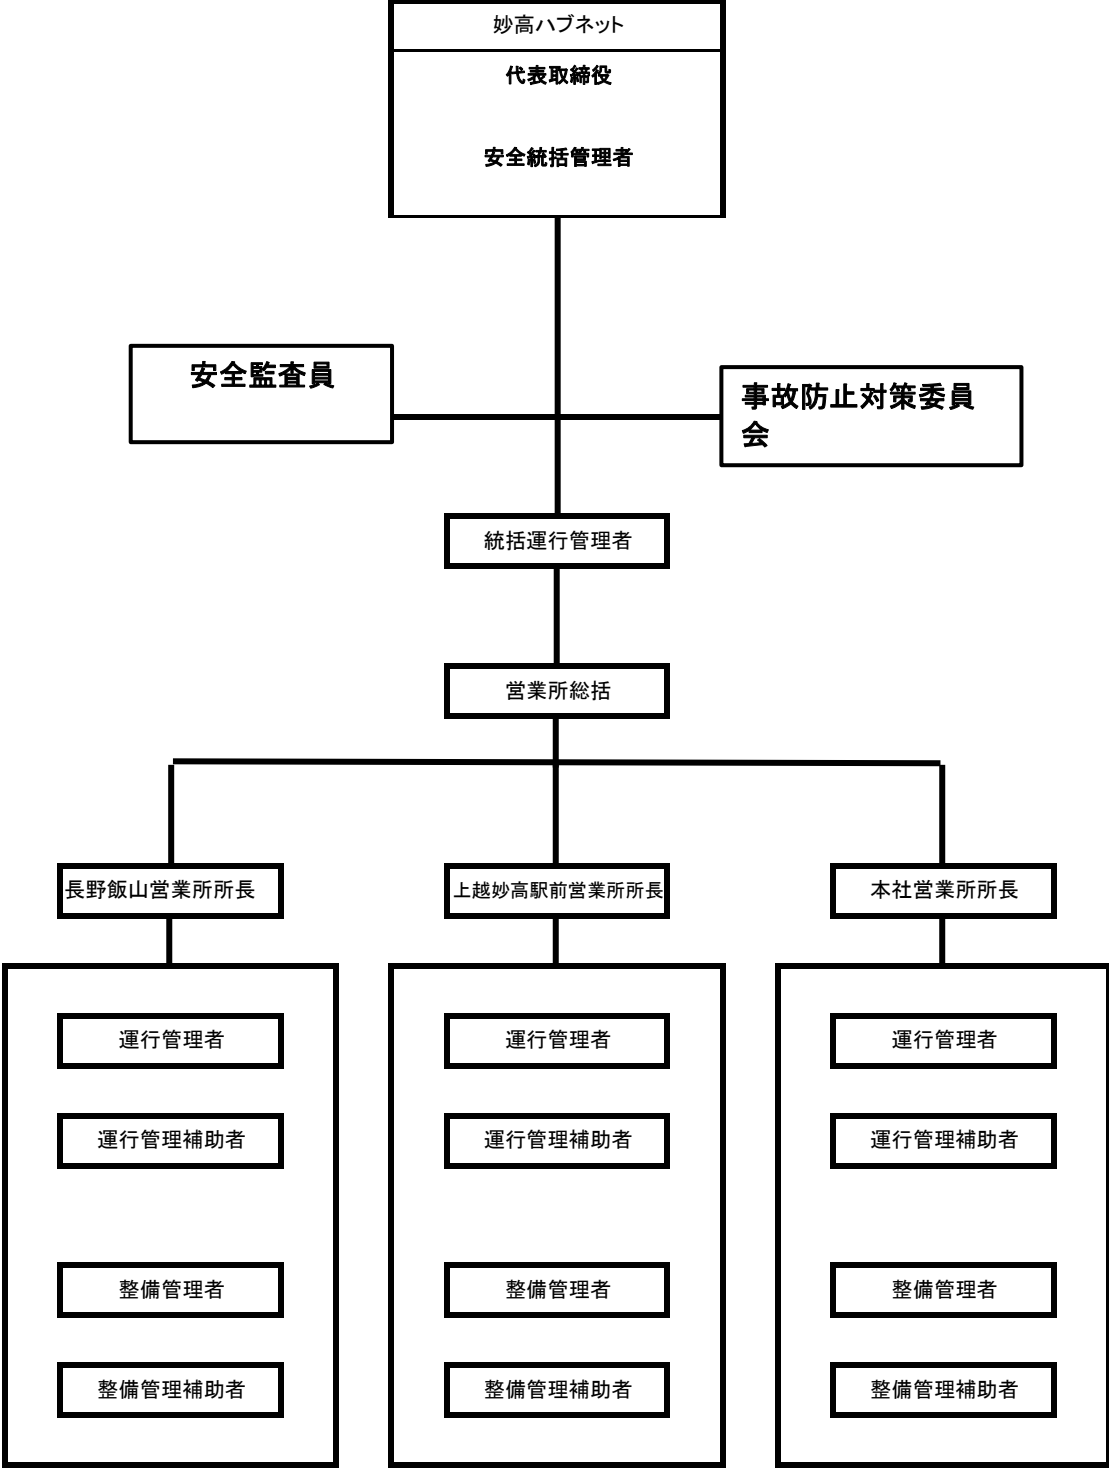 妙高ハブネット
代表取締役
安全統括管理者
安全監査員
事故防止対策委員
会
統括運行管理者
営業所総括
長野飯山営業所所長
上越妙高駅前営業所所長
本社営業所所長
運行管理者
運行管理者
運行管理者
運行管理補助者
運行管理補助者
運行管理補助者
整備管理者
整備管理者
整備管理者
整備管理補助者
整備管理補助者
整備管理補助者